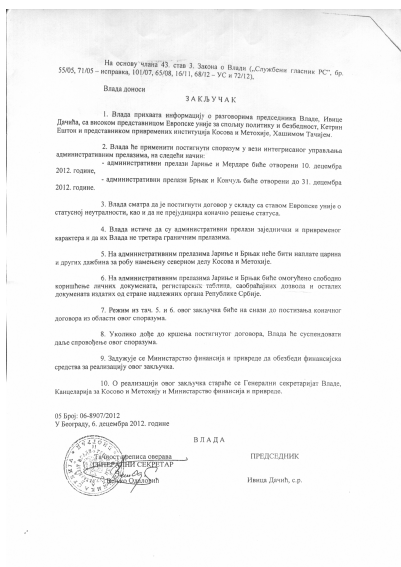 На основу члана 43. став 3. Закона о Влади („Службени гласник РС”, бр.
55/05, 71/05 – исправка, 101/07, 65/08, 16/11, 68/12 – УС и 72/12),
Влада доноси
З А К Љ У Ч А К
1. Влада прихвата информацију о разговорима председника Владе, Ивице
Дачића, са високом представницом Европске уније за спољну политику и безбедност, Кетрин
Ештон и представником привремених институција Косова и Метохије, Хашимом Тачијем.
2. Влада ће применити постигнути споразум у вези интегрисаног управљања
административним прелазима, на следећи начин:
- административни прелази Јариње и Мердаре биће отворени 10. децембра
2012. године,
- административни прелази Брњак и Кончуљ биће отворени до 31. децембра
2012. године.
3. Влада сматра да је постигнути договор у складу са ставом Европске уније о
статусној неутралности, као и да не прејудицира коначно решење статуса.
4. Влада истиче да су административни прелази заједнички и привременог
карактера и да их Влада не третира граничним прелазима.
5. На административним прелазима Јариње и Брњак неће бити наплате царина
и других дажбина за робу намењену северном делу Косова и Метохије.
6. На административним прелазима Јариње и Брњак биће омогућено слободно
коришћење личних докумената, регистарских таблица, саобраћајних дозвола и осталих
докумената издатих од стране надлежних органа Републике Србије.
7. Режим из тач. 5. и 6. овог закључка биће на снази до постизања коначног
договора из области овог споразума.
8. Уколико дође до кршења постигнутог договора, Влада ће суспендовати
даље спровођење овог споразума.
9. Задужује се Министарство финансија и привреде да обезбеди финансијска
средства за реализацију овог закључка.
10. О реализацији овог закључка стараће се Генерални секретаријат Владе,
Канцеларија за Косово и Метохију и Министарство финансија и привреде.
05 Број: 06-8907/2012
У Београду, 6. децембра 2012. године
В Л А Д А
Тачност преписа оверава
ГЕНЕРАЛНИ СЕКРЕТАР
Вељко Одаловић
ПРЕДСЕДНИК
Ивица Дачић, с.р.